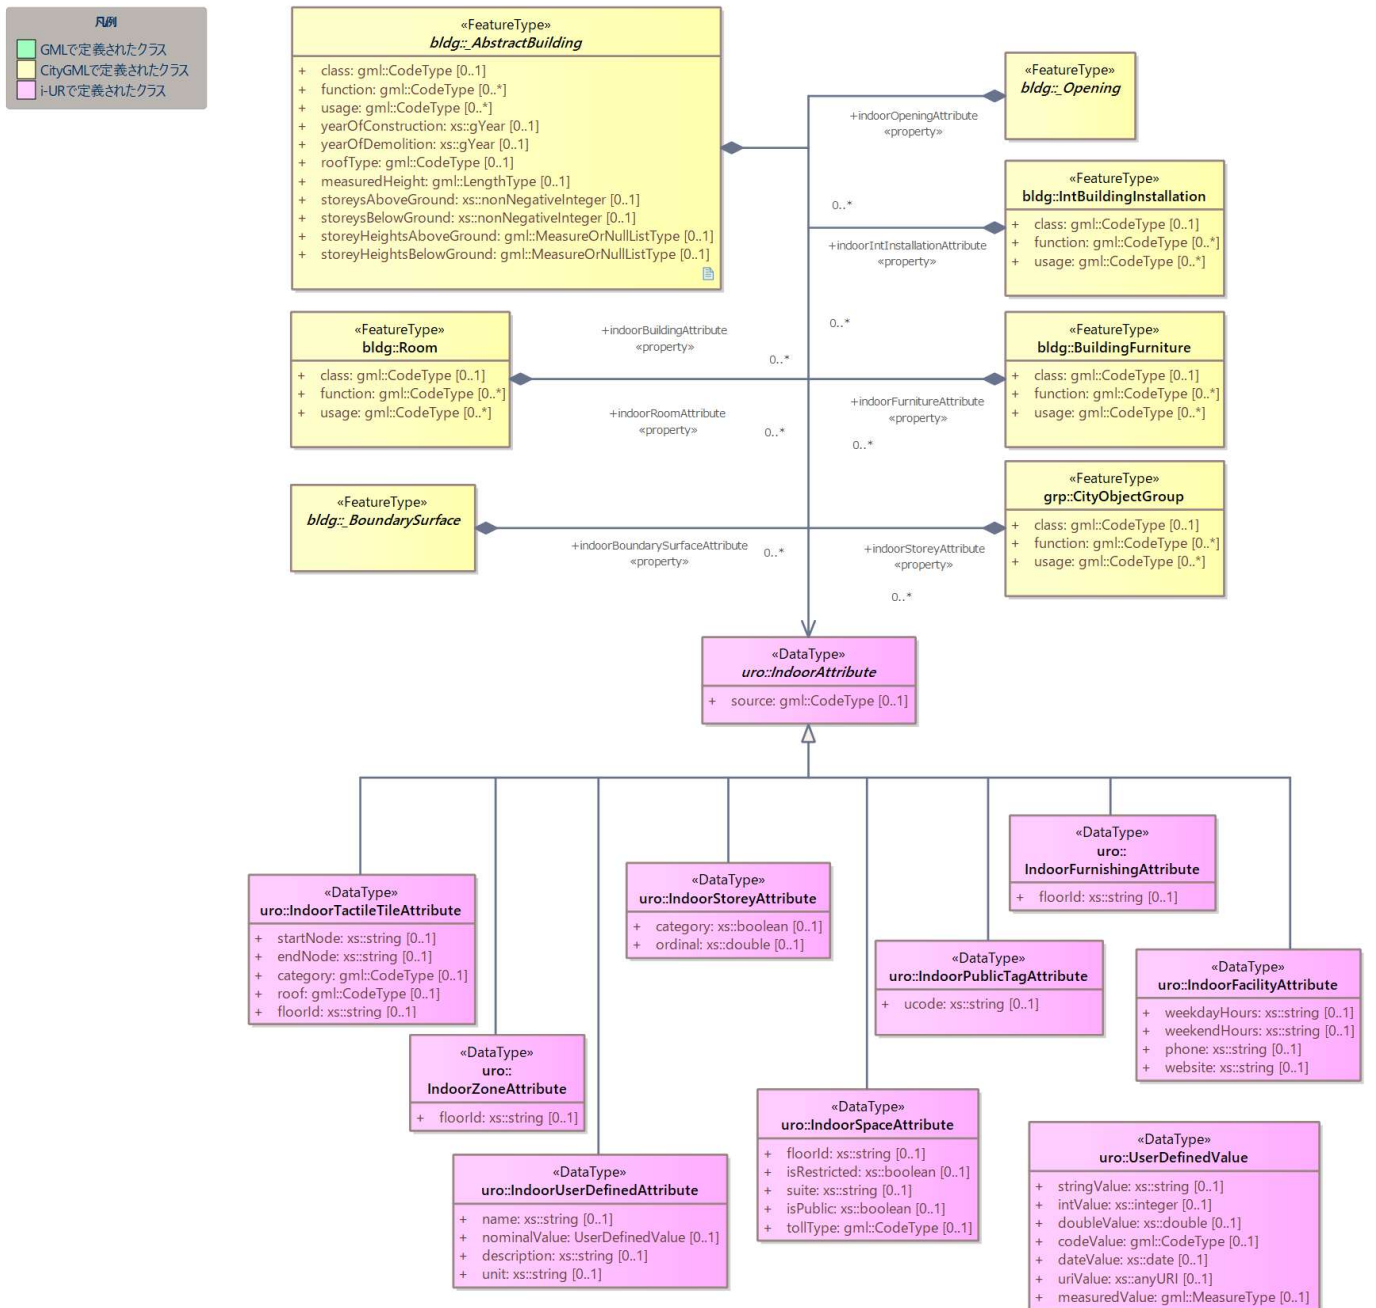 凡例
GMLで定義されたクラス
CityGMLで定義されたクラス
i-URで定義されたクラス
«FeatureType»
bldg::_AbstractBuilding
+ class: gml::CodeType [0..1]
+ function: gml::CodeType [0..*]
+ usage: gml::CodeType [0..*]
+ yearOfConstruction: xs::gYear [0..1]
+ yearOfDemolition: xs::gYear [0..1]
+ roofType: gml::CodeType [0..1]
+ measuredHeight: gml::LengthType [0..1]
+ storeysAboveGround: xs::nonNegativeInteger [0..1]
+ storeysBelowGround: xs::nonNegativeInteger [0..1]
+ storeyHeightsAboveGround: gml::MeasureOrNullListType [0..1]
+ storeyHeightsBelowGround: gml::MeasureOrNullListType [0..1]
«FeatureType»
bldg::_Opening
+indoorOpeningAttribute
«property»
0..*
«FeatureType»
bldg::IntBuildingInstallation
+ class: gml::CodeType [0..1]
+ function: gml::CodeType [0..*]
+ usage: gml::CodeType [0..*]
+indoorIntInstallationAttribute
«property»
0..*
«FeatureType»
bldg::Room
+ class: gml::CodeType [0..1]
+ function: gml::CodeType [0..*]
+ usage: gml::CodeType [0..*]
+indoorBuildingAttribute
«property»
0..*
«FeatureType»
bldg::BuildingFurniture
+ class: gml::CodeType [0..1]
+ function: gml::CodeType [0..*]
+ usage: gml::CodeType [0..*]
+indoorRoomAttribute
«property»
0..*
+indoorFurnitureAttribute
«property»
0..*
«FeatureType»
bldg::_BoundarySurface
+indoorBoundarySurfaceAttribute
«property»
0..*
«FeatureType»
grp::CityObjectGroup
+ class: gml::CodeType [0..1]
+ function: gml::CodeType [0..*]
+ usage: gml::CodeType [0..*]
+indoorStoreyAttribute
«property»
0..*
«DataType»
uro::IndoorAttribute
+ source: gml::CodeType [0..1]
«DataType»
uro::IndoorTactileTileAttribute
+ startNode: xs::string [0..1]
+ endNode: xs::string [0..1]
+ category: gml::CodeType [0..1]
+ roof: gml::CodeType [0..1]
+ floorId: xs::string [0..1]
«DataType»
uro::IndoorStoreyAttribute
+ category: xs::boolean [0..1]
+ ordinal: xs::double [0..1]
«DataType»
uro::
IndoorFurnishingAttribute
+ floorId: xs::string [0..1]
«DataType»
uro::IndoorPublicTagAttribute
+ ucode: xs::string [0..1]
«DataType»
uro::IndoorFacilityAttribute
+ weekdayHours: xs::string [0..1]
+ weekendHours: xs::string [0..1]
+ phone: xs::string [0..1]
+ website: xs::string [0..1]
«DataType»
uro::
IndoorZoneAttribute
+ floorId: xs::string [0..1]
«DataType»
uro::IndoorUserDefinedAttribute
+ name: xs::string [0..1]
+ nominalValue: UserDefinedValue [0..1]
+ description: xs::string [0..1]
+ unit: xs::string [0..1]
«DataType»
uro::IndoorSpaceAttribute
+ floorId: xs::string [0..1]
+ isRestricted: xs::boolean [0..1]
+ suite: xs::string [0..1]
+ isPublic: xs::boolean [0..1]
+ tollType: gml::CodeType [0..1]
«DataType»
uro::UserDefinedValue
+ stringValue: xs::string [0..1]
+ intValue: xs::integer [0..1]
+ doubleValue: xs::double [0..1]
+ codeValue: gml::CodeType [0..1]
+ dateValue: xs::date [0..1]
+ uriValue: xs::anyURI [0..1]
+ measuredValue: gml::MeasureType [0..1]